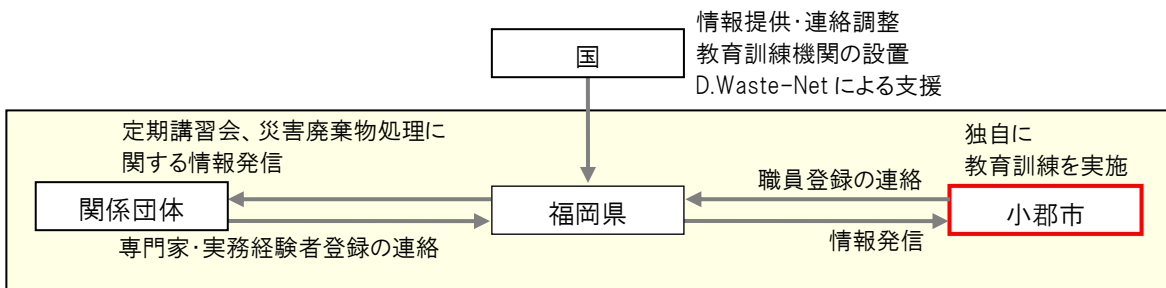 情報提供･連絡調整
教育訓練機関の設置
D.Waste-Net による支援
国
定期講習会、災害廃棄物処理に
関する情報発信
独自に
教育訓練を実施
職員登録の連絡
関係団体
福岡県
小郡市
専門家･実務経験者登録の連絡
情報発信